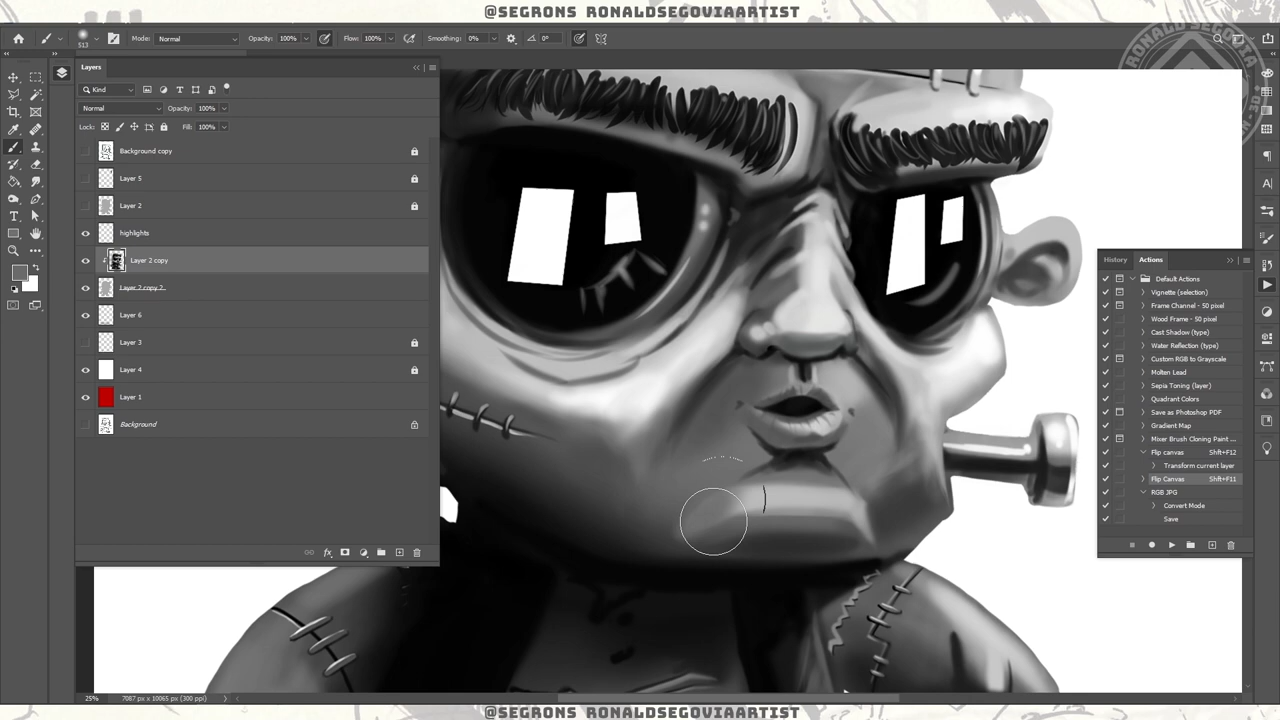 @SEGRONS RONALDSEGOVIAARTIST
513
Mode: Normal
Opacity: 100%
Flow: 100%
Smoothing: 0%
0°
RONALD SEGOVIA
- 3D
Layers
Kind
Normal
Opacity: 100%
Lock:
Fill: 100%
Background copy
Layer 5
Layer 2
highlights
Layer 2 copy
Layer 2 copy 2
Layer 6
Layer 3
Layer 4
Layer 1
Background
fx
History
Actions
Default Actions
Vignette (selection)
Frame Channel - 50 pixel
Wood Frame - 50 pixel
Cast Shadow (type)
Water Reflection (type)
Custom RGB to Grayscale
Molten Lead
Sepia Toning (layer)
Quadrant Colors
Save as Photoshop PDF
Gradient Map
Mixer Brush Cloning Paint ...
Flip canvas Shft+F12
Transform current layer
Flip Canvas Shft+F11
RGB JPG
Convert Mode
Save
25%
7087 px x 10065 px (300 ppi)
@SEGRONS RONALDSEGOVIAARTIST